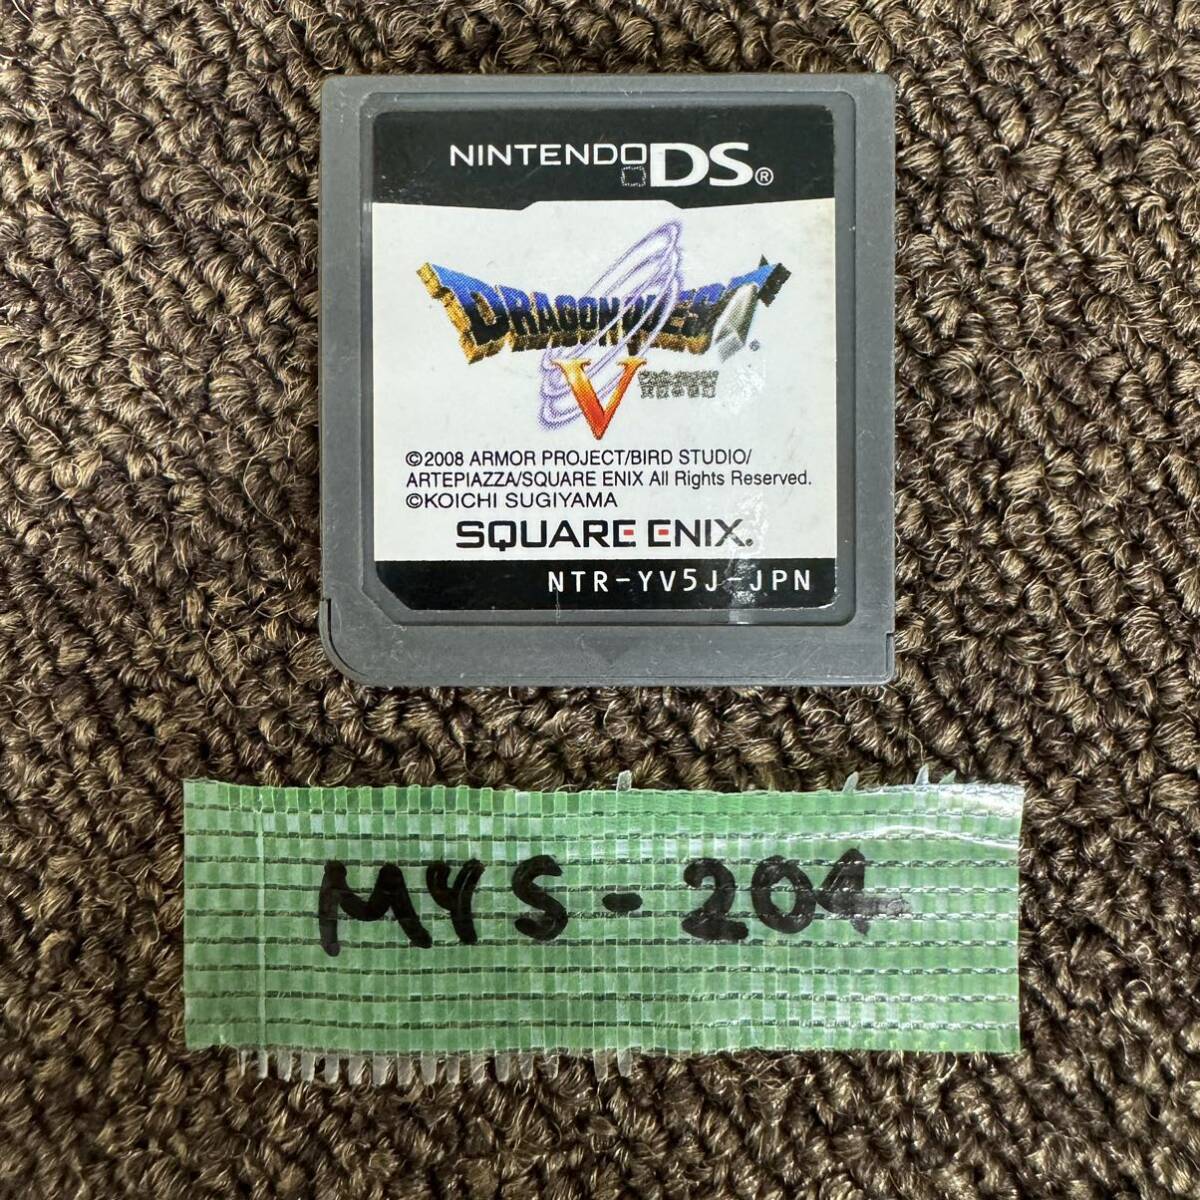 NINTENDO DS®
DRAGON QUEST®
V
©2008 ARMOR PROJECT/BIRD STUDIO/
ARTEPIAZZA/SQUARE ENIX All Rights Reserved.
©KOICHI SUGIYAMA
SQUARE ENIX.
NTR-YV5J-JPN
MYS-204